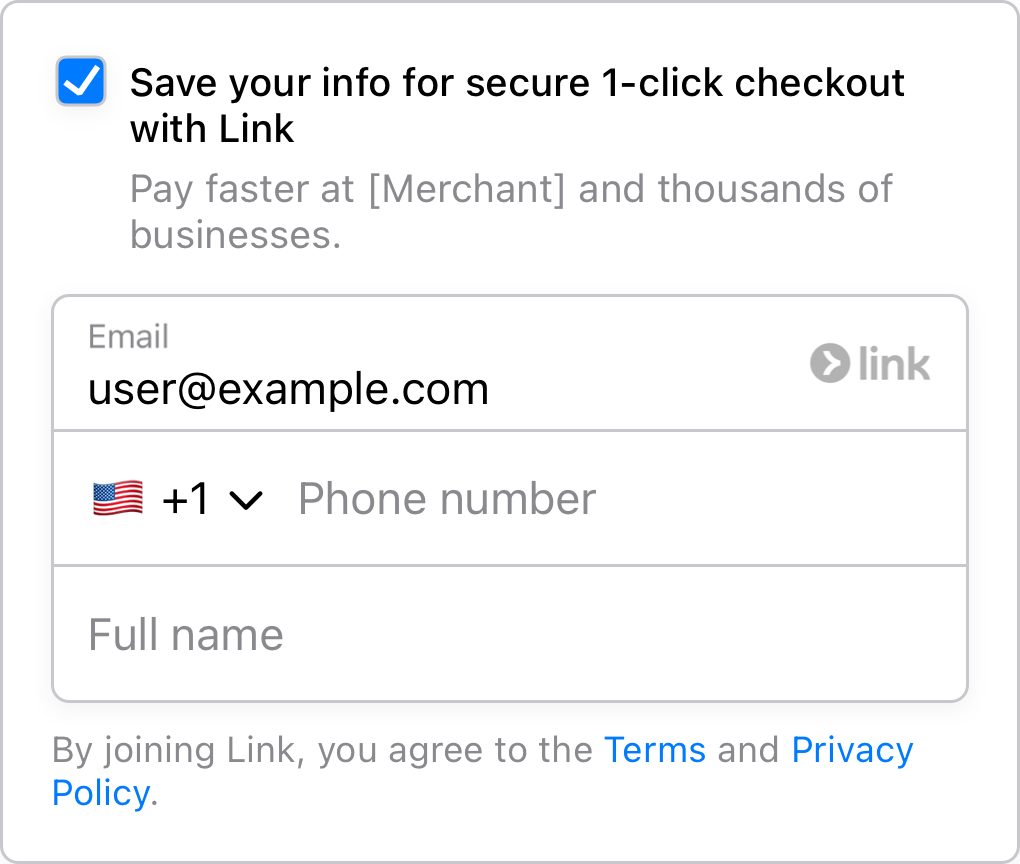 Save your info for secure 1-click checkout
with Link
Pay faster at [Merchant] and thousands of
businesses.
Email
user@example.com
link
+1 Phone number
Full name
By joining Link, you agree to the Terms and Privacy
Policy.